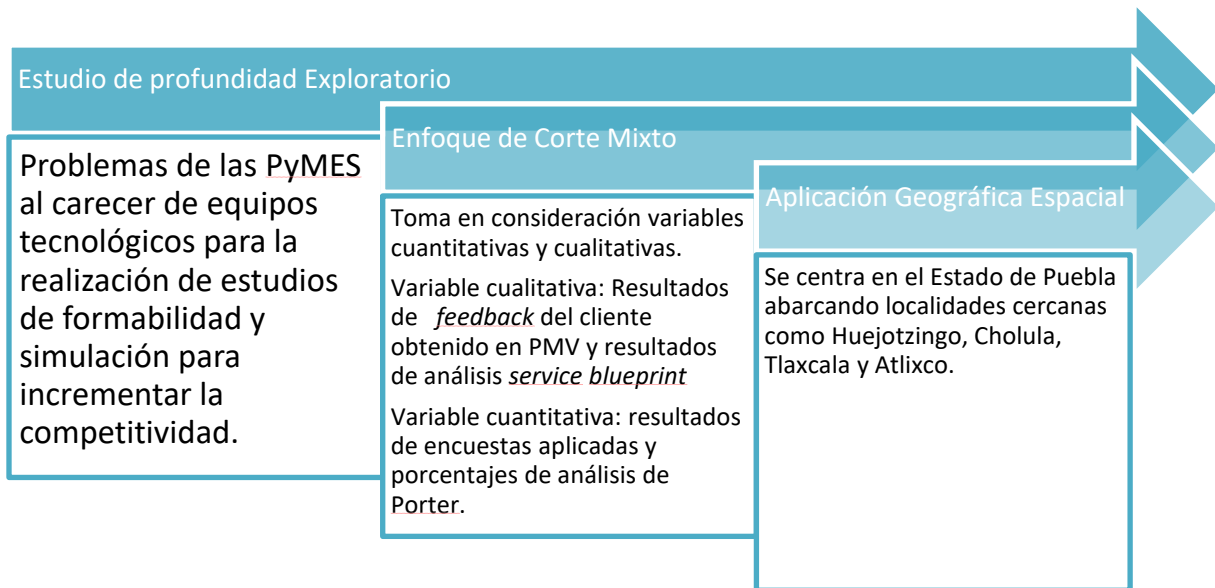 Estudio de profundidad Exploratorio
Problemas de las PyMES
al carecer de equipos
tecnológicos para la
realización de estudios
de formabilidad y
simulación para
incrementar la
competitividad.
Enfoque de Corte Mixto
Toma en consideración variables
cuantitativas y cualitativas.
Variable cualitativa: Resultados
de feedback del cliente
obtenido en PMV y resultados
de análisis service blueprint
Variable cuantitativa: resultados
de encuestas aplicadas y
porcentajes de análisis de
Porter.
Aplicación Geográfica Espacial
Se centra en el Estado de Puebla
abarcando localidades cercanas
como Huejotzingo, Cholula,
Tlaxcala y Atlixco.